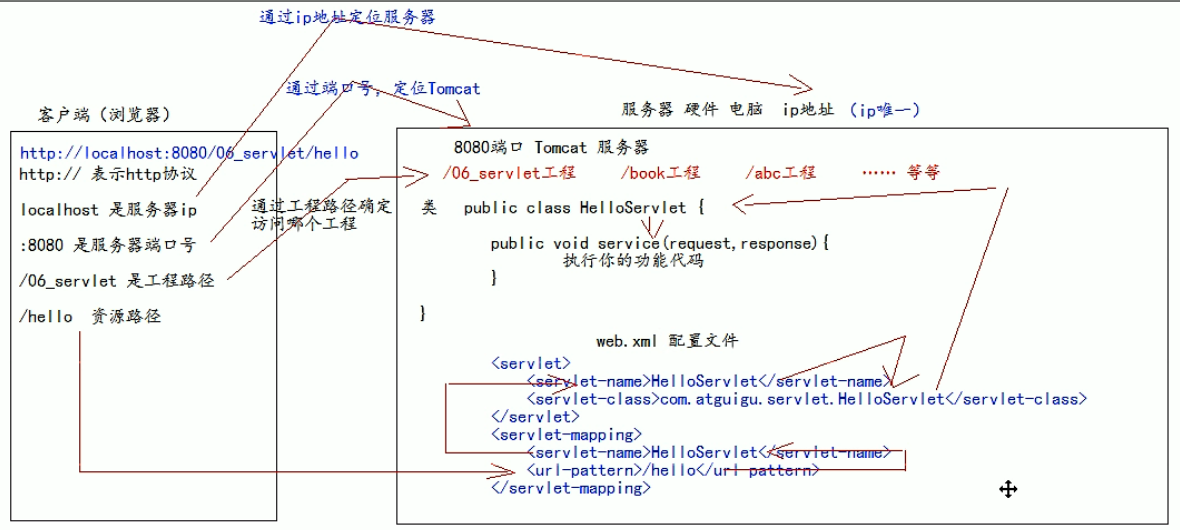 通过ip地址定位服务器
通过端口号，定位Tomcat
客户端（浏览器）
服务器 硬件 电脑 ip地址 （ip唯一）
http://localhost:8080/06_servlet/hello
http:// 表示http协议
localhost 是服务器ip
:8080 是服务器端口号
/06_servlet 是工程路径
/hello 资源路径
通过工程路径确定
访问哪个工程
8080端口 Tomcat 服务器
/06_servlet工程 /book工程 /abc工程 …… 等等
类 public class HelloServlet {
public void service(request,response){
执行你的功能代码
}
}
web.xml 配置文件
<servlet>
<servlet-name>HelloServlet</servlet-name>
<servlet-class>com.atguigu.servlet.HelloServlet</servlet-class>
</servlet>
<servlet-mapping>
<servlet-name>HelloServlet</servlet-name>
<url-pattern>/hello</url-pattern>
</servlet-mapping>